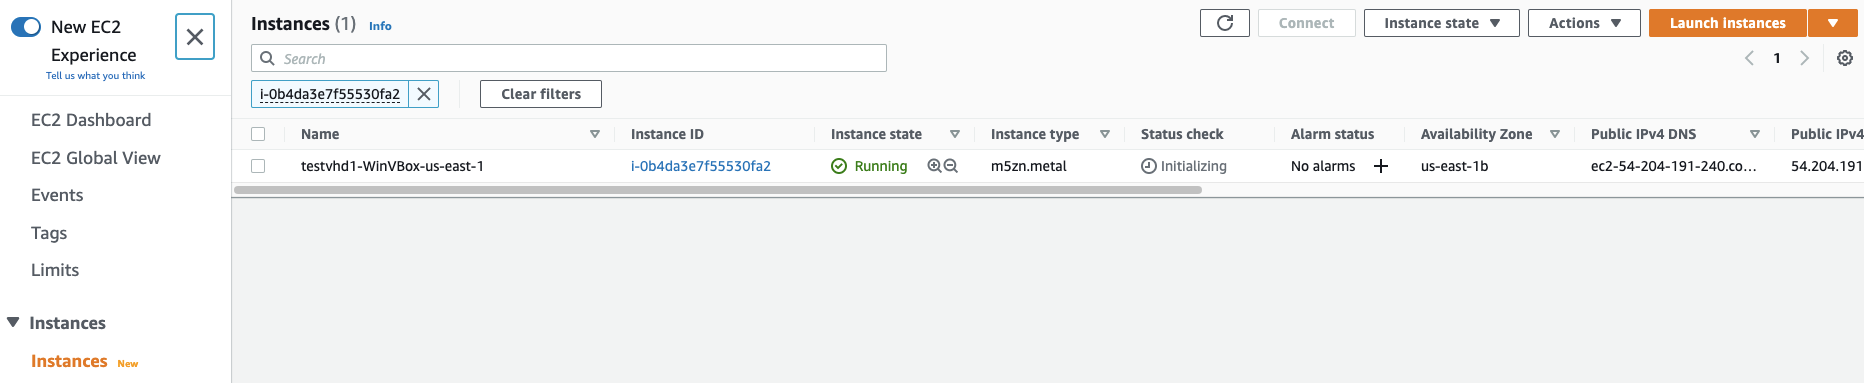 New EC2
Experience
Tell us what you think
EC2 Dashboard
EC2 Global View
Events
Tags
Limits
Instances
Instances New
Instances (1) Info
Connect Instance state Actions Launch instances
Search
1
i-0b4da3e7f55530fa2 Clear filters
Name Instance ID Instance state Instance type Status check Alarm status Availability Zone Public IPv4 DNS Public IPv4
testvhd1-WinVBox-us-east-1 i-0b4da3e7f55530fa2 Running m5zn.metal Initializing No alarms us-east-1b ec2-54-204-191-240.co... 54.204.191